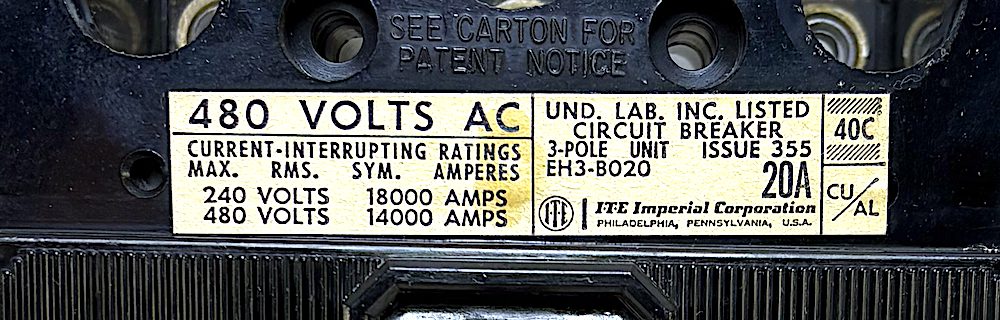 SEE CARTON FOR
PATENT NOTICE
480 VOLTS AC
CURRENT-INTERRUPTING RATINGS
MAX. RMS. SYM. AMPERES
240 VOLTS 18000 AMPS
480 VOLTS 14000 AMPS
UND. LAB. INC. LISTED
CIRCUIT BREAKER
3-POLE UNIT ISSUE 355
EH3-B020
20A
ITE I-T-E Imperial Corporation
PHILADELPHIA, PENNSYLVANIA, U.S.A.
40C
CU/AL